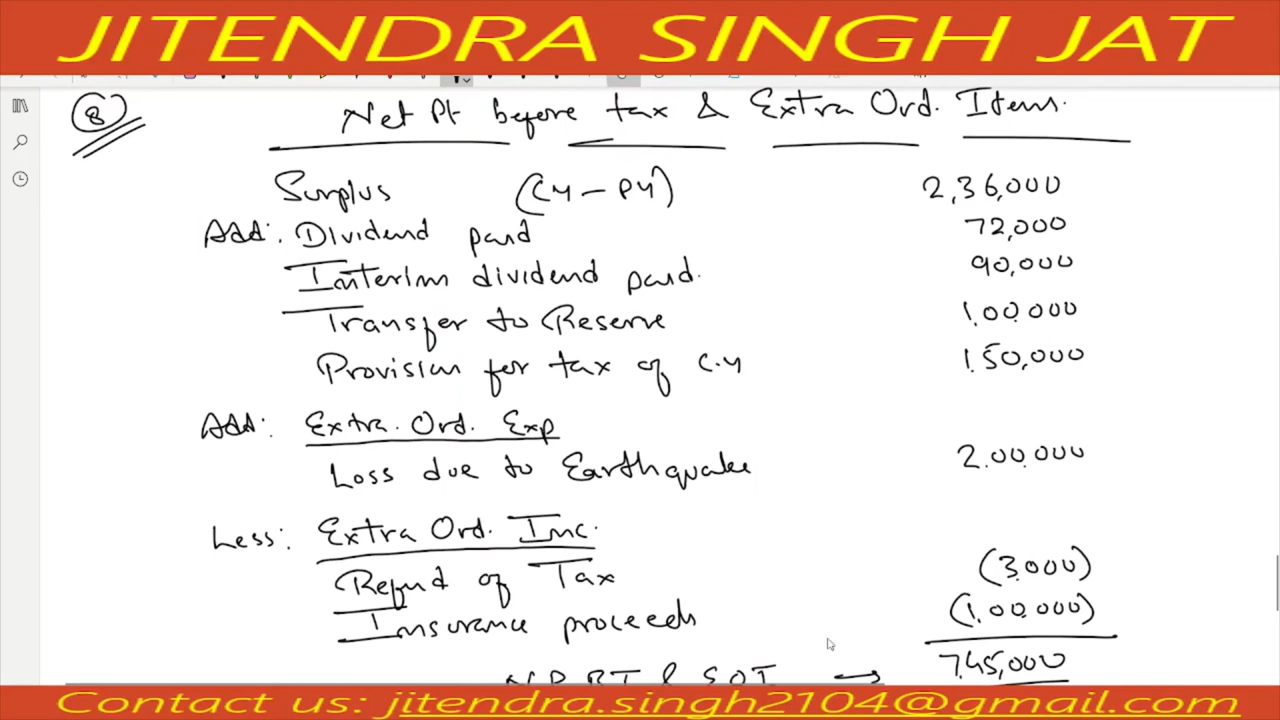 JITENDRA SINGH JAT
8 Net Pt before tax & Extra Ord. Items.
Surplus (CY - PY) 2,36,000
Add: Dividend paid 72,000
Interim dividend paid. 90,000
Transfer to Reserve 1.00.000
Provision for tax of C.Y 1.50,000
Add: Extra. Ord. Exp
Loss due to Earthquake 2.00.000
Less: Extra Ord. Inc.
Refund of Tax (3.000)
Insurance proceeds (1.00.000)
7.45,000
N.P.B.T & E.O.I →
Contact us: jitendra.singh2104@gmail.com